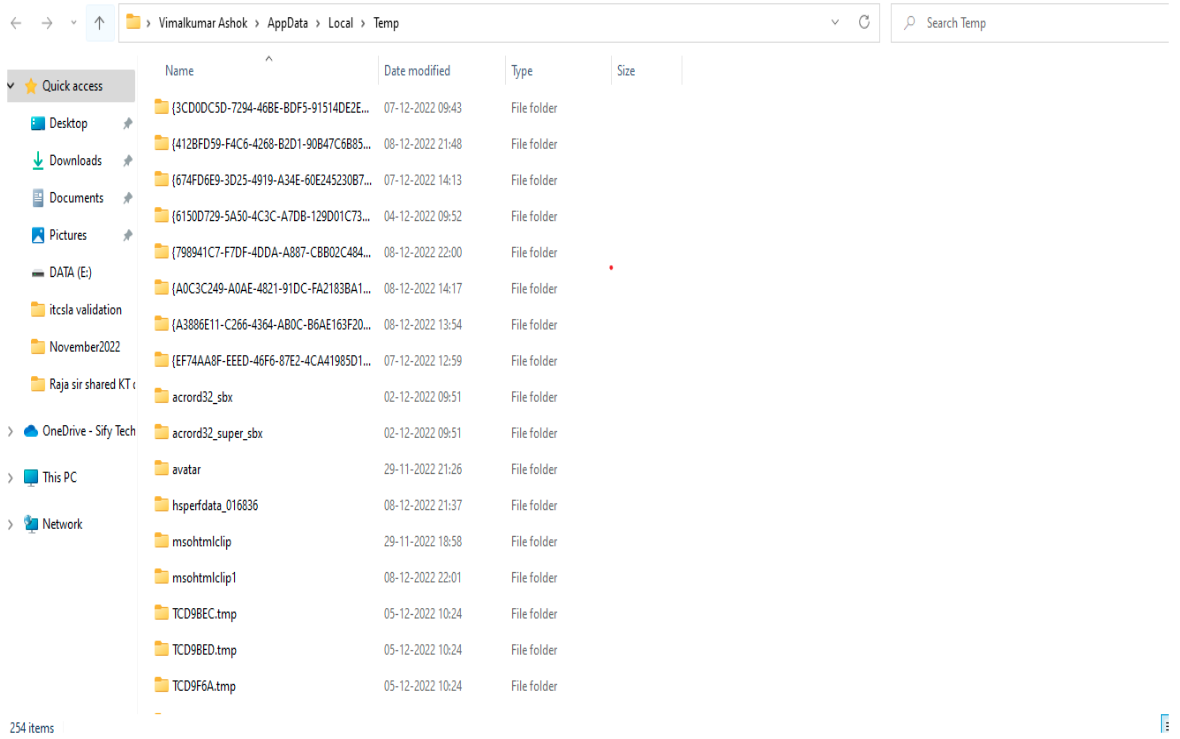 Vimalkumar Ashok > AppData > Local > Temp
Search Temp
Name Date modified Type Size
Quick access
Desktop
Downloads
Documents
Pictures
DATA (E:)
itcsla validation
November2022
Raja sir shared KT
OneDrive - Sify Tech
This PC
Network
{3CD0DC5D-7294-46BE-BDF5-91514DE2E... 07-12-2022 09:43 File folder
{412BFD59-F4C6-4268-B2D1-90B47C6B85... 08-12-2022 21:48 File folder
{674FD6E9-3D25-4919-A34E-60E245230B7... 07-12-2022 14:13 File folder
{6150D729-5A50-4C3C-A7DB-129D01C73... 04-12-2022 09:52 File folder
{798941C7-F7DF-4DDA-A887-CBB02C484... 08-12-2022 22:00 File folder
{A0C3C249-A0AE-4821-91DC-FA2183BA1... 08-12-2022 14:17 File folder
{A3886E11-C266-4364-AB0C-B6AE163F20... 08-12-2022 13:54 File folder
{EF74AA8F-EEED-46F6-87E2-4CA41985D1... 07-12-2022 12:59 File folder
acrord32_sbx 02-12-2022 09:51 File folder
acrord32_super_sbx 02-12-2022 09:51 File folder
avatar 29-11-2022 21:26 File folder
hsperfdata_016836 08-12-2022 21:37 File folder
msohtmlclip 29-11-2022 18:58 File folder
msohtmlclip1 08-12-2022 22:01 File folder
TCD9BEC.tmp 05-12-2022 10:24 File folder
TCD9BED.tmp 05-12-2022 10:24 File folder
TCD9F6A.tmp 05-12-2022 10:24 File folder
254 items